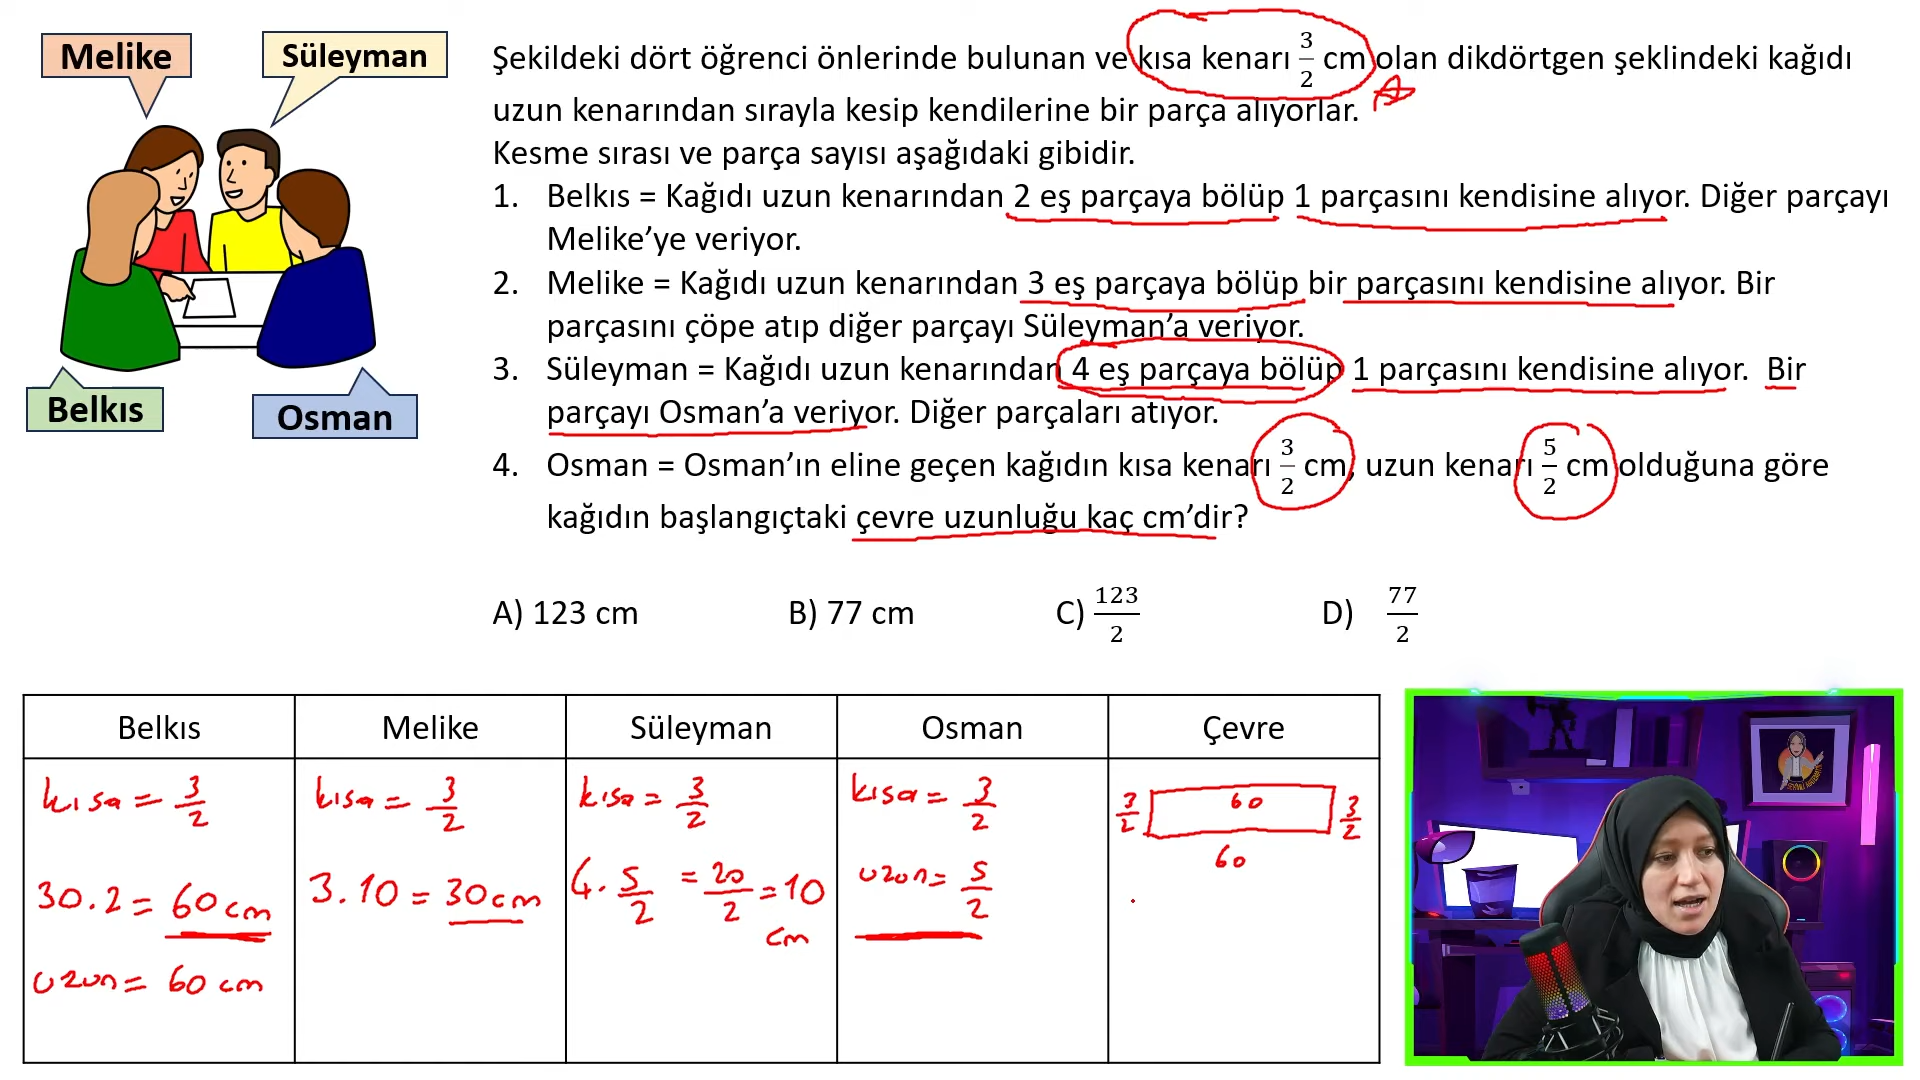 Melike
Süleyman
Belkıs
Osman
Şekildeki dört öğrenci önlerinde bulunan ve kısa kenarı 3/2 cm olan dikdörtgen şeklindeki kağıdı
uzun kenarından sırayla kesip kendilerine bir parça alıyorlar.
Kesme sırası ve parça sayısı aşağıdaki gibidir.
1. Belkıs = Kağıdı uzun kenarından 2 eş parçaya bölüp 1 parçasını kendisine alıyor. Diğer parçayı
Melike’ye veriyor.
2. Melike = Kağıdı uzun kenarından 3 eş parçaya bölüp bir parçasını kendisine alıyor. Bir
parçasını çöpe atıp diğer parçayı Süleyman’a veriyor.
3. Süleyman = Kağıdı uzun kenarından 4 eş parçaya bölüp 1 parçasını kendisine alıyor. Bir
parçayı Osman’a veriyor. Diğer parçaları atıyor.
4. Osman = Osman’ın eline geçen kağıdın kısa kenarı 3/2 cm, uzun kenarı 5/2 cm olduğuna göre
kağıdın başlangıçtaki çevre uzunluğu kaç cm’dir?
A) 123 cm B) 77 cm C) 123/2 D) 77/2
Belkıs Melike Süleyman Osman Çevre
kısa = 3/2
30.2 = 60 cm
uzun = 60 cm
kısa = 3/2
3.10 = 30cm
kısa = 3/2
4. 5/2 = 20/2 = 10
cm
kısa = 3/2
uzun = 5/2
3/2 60 3/2
60